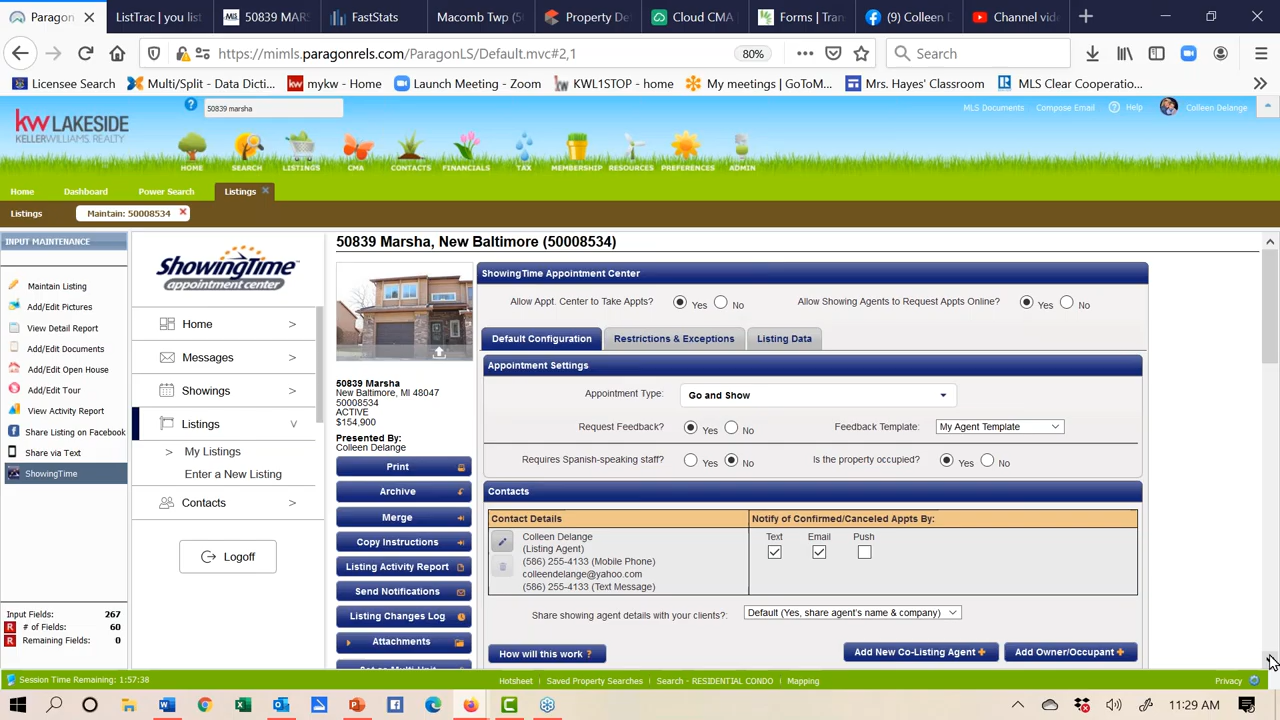 Paragon
ListTrac | you list
50839 MARS
FastStats
Macomb Twp (5
Property De
Cloud CMA
Forms | Tran
(9) Colleen D
Channel vide
https://mimls.paragonrels.com/ParagonLS/Default.mvc#2,1
80%
Search
Licensee Search
Multi/Split - Data Dicti...
mykw - Home
Launch Meeting - Zoom
KWL1STOP - home
My meetings | GoToM...
Mrs. Hayes' Classroom
MLS Clear Cooperatio...
50839 marsha
MLS Documents
Compose Email
Help
Colleen Delange
kw LAKESIDE
KELLERWILLIAMS. REALTY
HOME
SEARCH
LISTINGS
CMA
CONTACTS
FINANCIALS
TAX
MEMBERSHIP
RESOURCES
PREFERENCES
ADMIN
Home
Dashboard
Power Search
Listings
Listings
Maintain: 50008534
INPUT MAINTENANCE
Maintain Listing
Add/Edit Pictures
View Detail Report
Add/Edit Documents
Add/Edit Open House
Add/Edit Tour
View Activity Report
Share Listing on Facebook
Share via Text
ShowingTime
Input Fields: 267
R # of Fields: 60
R Remaining Fields: 0
ShowingTime
appointment center
Home >
Messages >
Showings >
Listings
> My Listings
Enter a New Listing
Contacts >
Logoff
50839 Marsha, New Baltimore (50008534)
50839 Marsha
New Baltimore, MI 48047
50008534
ACTIVE
$154,900
Presented By:
Colleen Delange
Print
Archive
Merge
Copy Instructions
Listing Activity Report
Send Notifications
Listing Changes Log
Attachments
Set as Multi-Unit
ShowingTime Appointment Center
Allow Appt. Center to Take Appts? Yes No
Allow Showing Agents to Request Appts Online? Yes No
Default Configuration
Restrictions & Exceptions
Listing Data
Appointment Settings
Appointment Type: Go and Show
Request Feedback? Yes No
Feedback Template: My Agent Template
Requires Spanish-speaking staff? Yes No
Is the property occupied? Yes No
Contacts
Contact Details
Notify of Confirmed/Canceled Appts By:
Colleen Delange
(Listing Agent)
(586) 255-4133 (Mobile Phone)
colleendelange@yahoo.com
(586) 255-4133 (Text Message)
Text Email Push
Share showing agent details with your clients?: Default (Yes, share agent's name & company)
How will this work ?
Add New Co-Listing Agent +
Add Owner/Occupant +
Session Time Remaining: 1:57:38
Hotsheet
Saved Property Searches
Search - RESIDENTIAL CONDO
Mapping
Privacy
11:29 AM